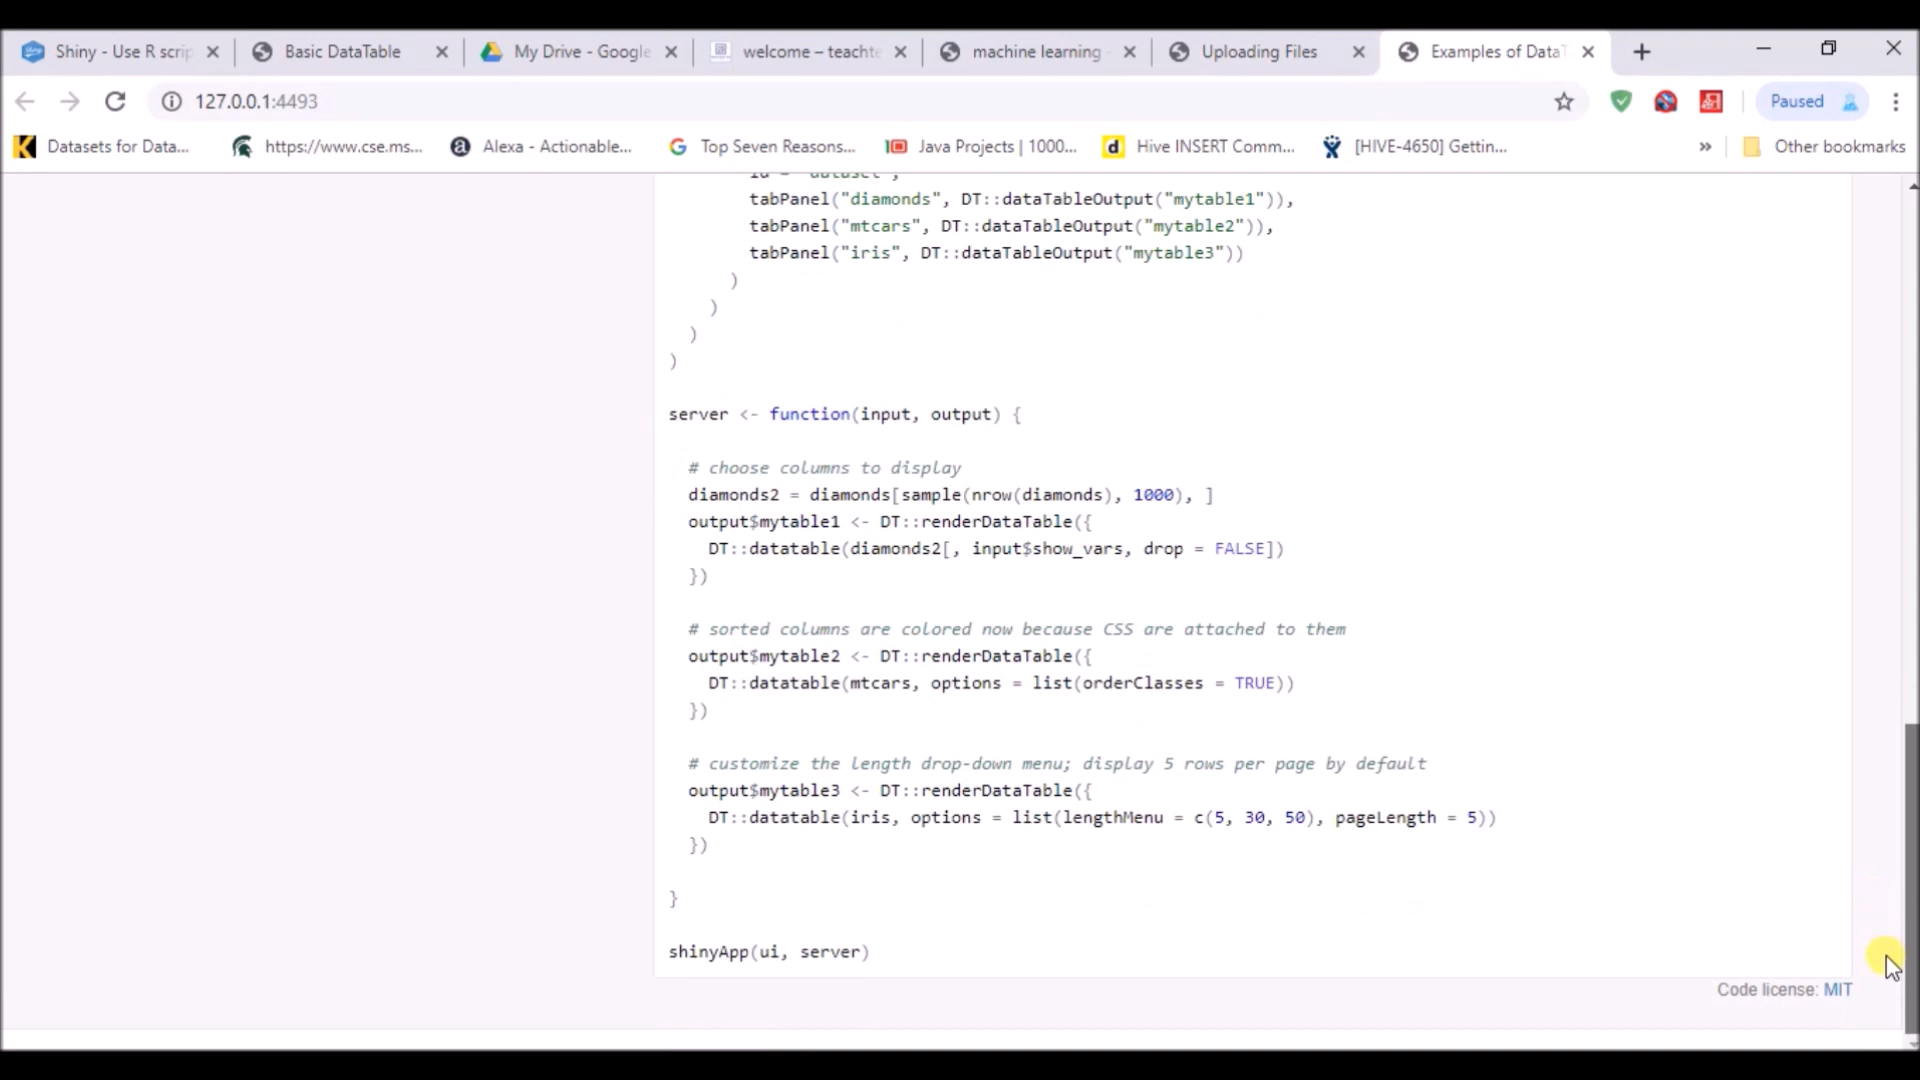 Shiny - Use R scrip
Basic DataTable
My Drive - Google
welcome – teachte
machine learning -
Uploading Files
Examples of DataT
127.0.0.1:4493
Paused
Datasets for Data...
https://www.cse.ms...
Alexa - Actionable...
Top Seven Reasons...
Java Projects | 1000...
Hive INSERT Comm...
[HIVE-4650] Gettin...
»
Other bookmarks
id = "dataset",
tabPanel("diamonds", DT::dataTableOutput("mytable1")),
tabPanel("mtcars", DT::dataTableOutput("mytable2")),
tabPanel("iris", DT::dataTableOutput("mytable3"))
)
)
)
)
server <- function(input, output) {
# choose columns to display
diamonds2 = diamonds[sample(nrow(diamonds), 1000), ]
output$mytable1 <- DT::renderDataTable({
DT::datatable(diamonds2[, input$show_vars, drop = FALSE])
})
# sorted columns are colored now because CSS are attached to them
output$mytable2 <- DT::renderDataTable({
DT::datatable(mtcars, options = list(orderClasses = TRUE))
})
# customize the length drop-down menu; display 5 rows per page by default
output$mytable3 <- DT::renderDataTable({
DT::datatable(iris, options = list(lengthMenu = c(5, 30, 50), pageLength = 5))
})
}
shinyApp(ui, server)
Code license: MIT